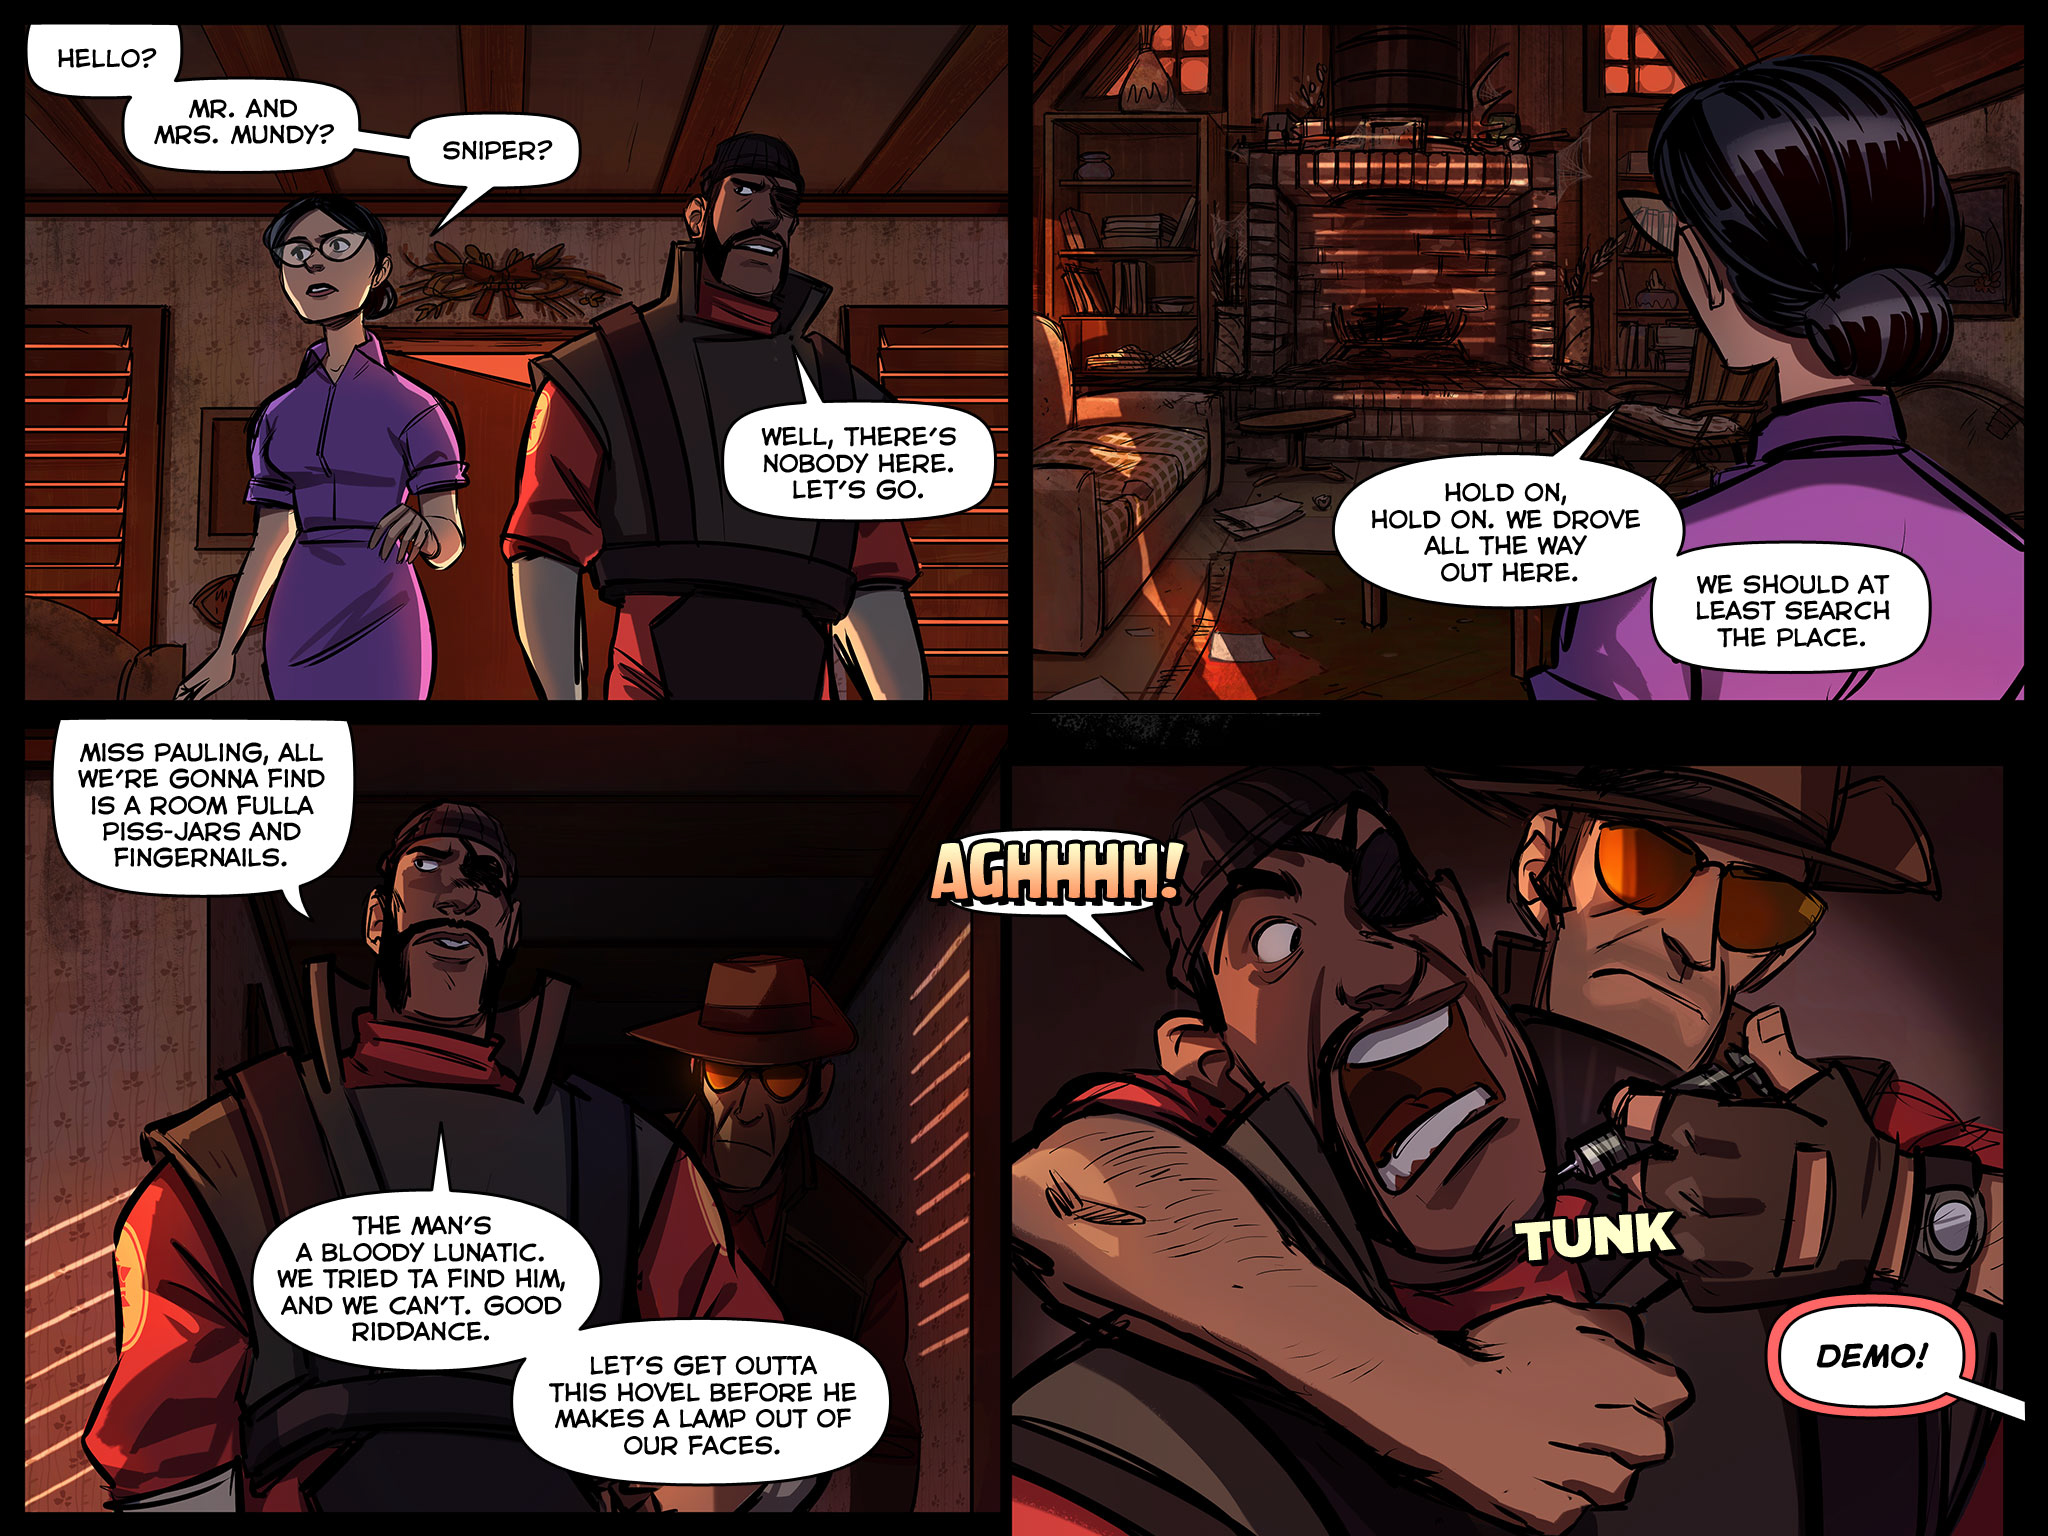 HELLO?
MR. AND
MRS. MUNDY?
SNIPER?
WELL, THERE'S
NOBODY HERE.
LET'S GO.
HOLD ON,
HOLD ON. WE DROVE
ALL THE WAY
OUT HERE.
WE SHOULD AT
LEAST SEARCH
THE PLACE.
MISS PAULING, ALL
WE'RE GONNA FIND
IS A ROOM FULLA
PISS-JARS AND
FINGERNAILS.
THE MAN'S
A BLOODY LUNATIC.
WE TRIED TA FIND HIM,
AND WE CAN'T. GOOD
RIDDANCE.
LET'S GET OUTTA
THIS HOVEL BEFORE HE
MAKES A LAMP OUT OF
OUR FACES.
AGHHHH!
TUNK
DEMO!